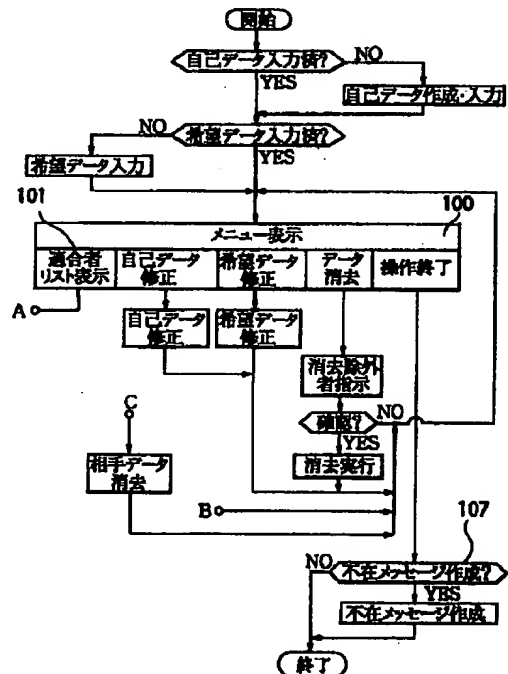 開始
自己データ入力済?
NO
YES
自己データ作成・入力
NO
希望データ入力済?
YES
希望データ入力
101
100
メニュー表示
適合者
リスト表示
自己データ
修正
希望データ
修正
データ
消去
操作終了
A
自己データ
修正
希望データ
修正
消去除外
者指示
C
確認?
NO
YES
相手データ
消去
消去実行
B
107
NO
不在メッセージ作成?
YES
不在メッセージ作成
終了